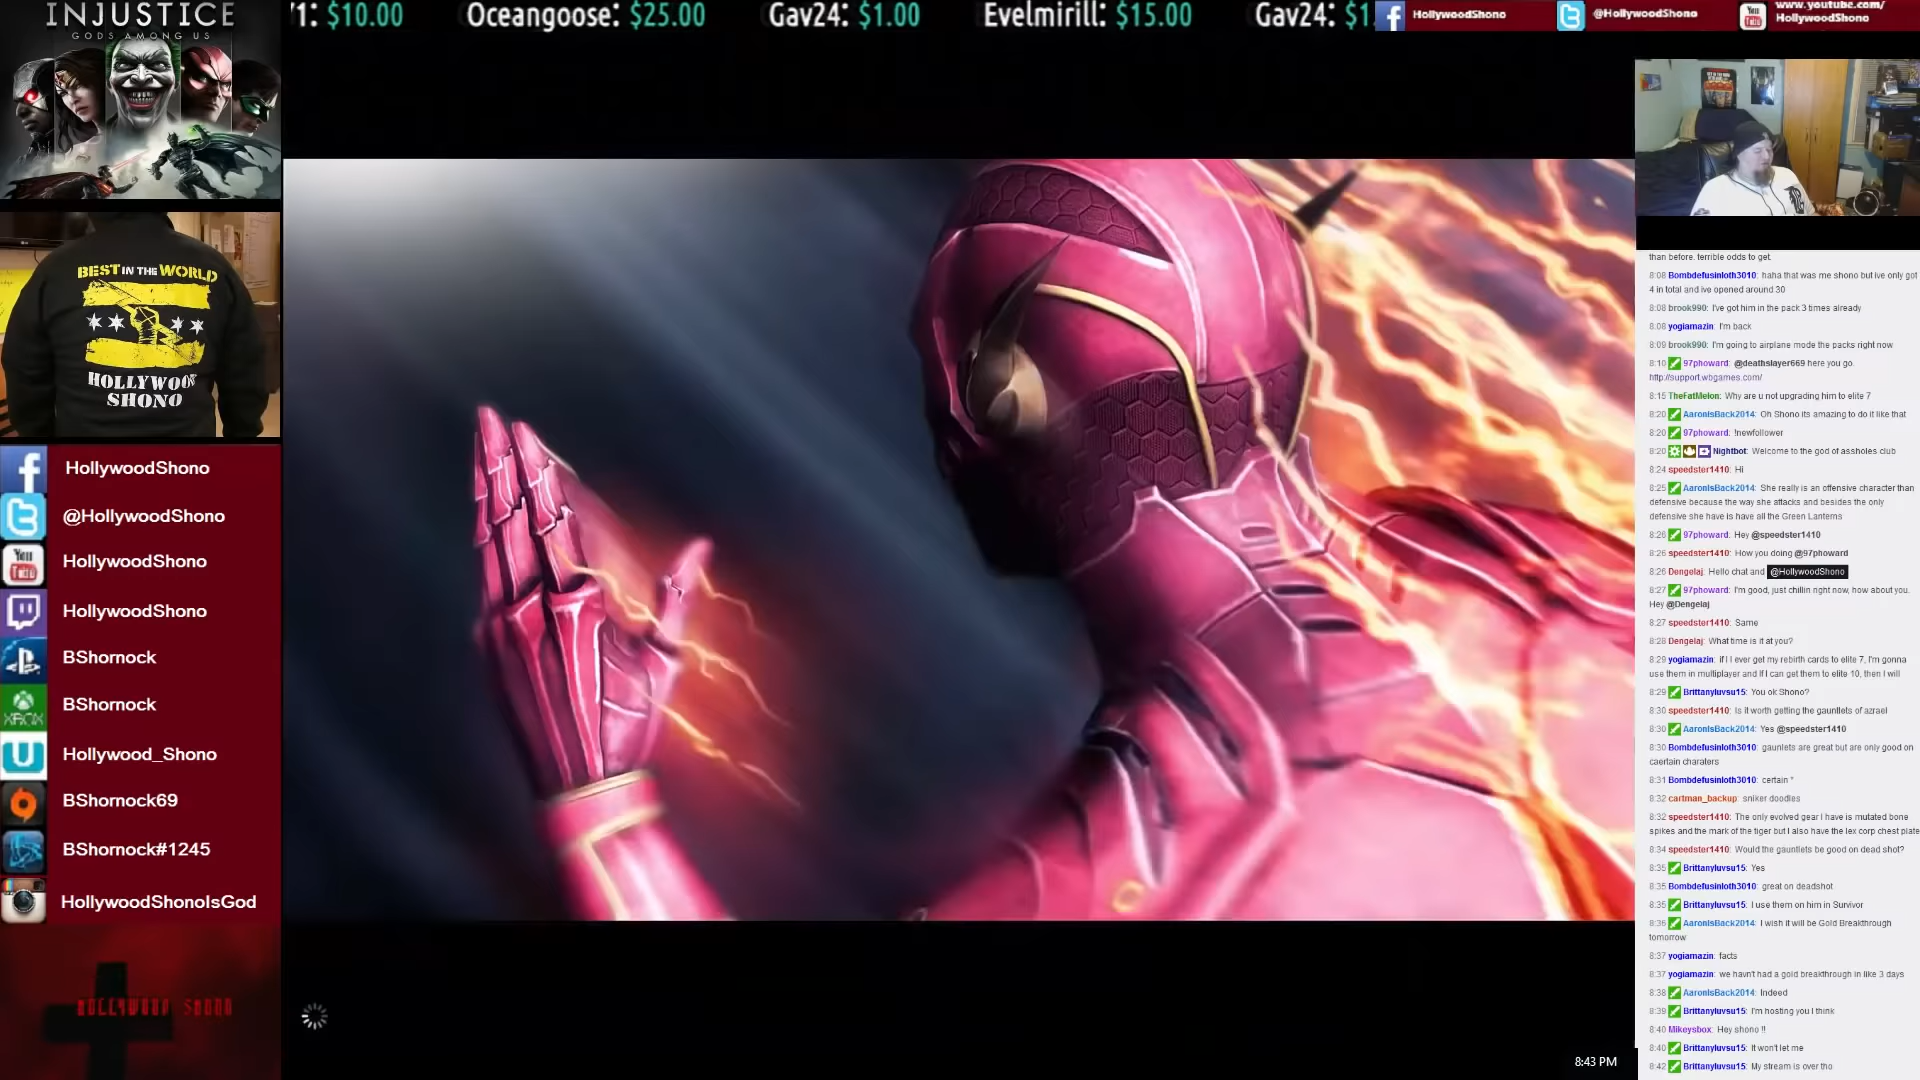 INJUSTICE
GODS AMONG US
1: $10.00 Oceangoose: $25.00 Gav24: $1.00 Evelmirill: $15.00 Gav24: $1
HollywoodShono
@HollywoodShono
You
www.youtube.com/
HollywoodShono
BEST IN THE WORLD
HOLLYWOO
SHONO
HollywoodShono
@HollywoodShono
You
Tube
HollywoodShono
HollywoodShono
BShornock
XBOX
BShornock
Hollywood_Shono
BShornock69
BShornock#1245
HollywoodShonoIsGod
HOLLYWOOD SHONO
than before. terrible odds to get.
8:08 Bombdefusinloth3010: haha that was me shono but ive only got
4 in total and ive opened around 30
8:08 brook990: I've got him in the pack 3 times already
8:08 yogiamazin: I'm back
8:09 brook990: I'm going to airplane mode the packs right now
8:10 97phoward: @deathslayer669 here you go.
http://support.wbgames.com/
8:15 TheFatMelon: Why are u not upgrading him to elite 7
8:20 AaronIsBack2014: Oh Shono its amazing to do it like that
8:20 97phoward: !newfollower
8:20 Nightbot: Welcome to the god of assholes club
8:24 speedster1410: Hi
8:25 AaronIsBack2014: She really is an offensive character than
defensive because the way she attacks and besides the only
defensive she have is have all the Green Lanterns
8:26 97phoward: Hey @speedster1410
8:26 speedster1410: How you doing @97phoward
8:26 Dengelaj: Hello chat and @HollywoodShono
8:27 97phoward: I'm good, just chillin right now, how about you.
Hey @Dengelaj
8:27 speedster1410: Same
8:28 Dengelaj: What time is it at you?
8:29 yogiamazin: if I I ever get my rebirth cards to elite 7, I'm gonna
use them in multiplayer and If I can get them to elite 10, then I will
8:29 Brittanyluvsu15: You ok Shono?
8:30 speedster1410: Is it worth getting the gauntlets of azrael
8:30 AaronIsBack2014: Yes @speedster1410
8:30 Bombdefusinloth3010: gaunlets are great but are only good on
caertain charaters
8:31 Bombdefusinloth3010: certain *
8:32 cartman_backup: sniker doodles
8:32 speedster1410: The only evolved gear I have is mutated bone
spikes and the mark of the tiger but I also have the lex corp chest plate
8:34 speedster1410: Would the gauntlets be good on dead shot?
8:35 Brittanyluvsu15: Yes
8:35 Bombdefusinloth3010: great on deadshot
8:35 Brittanyluvsu15: I use them on him in Survivor
8:36 AaronIsBack2014: I wish it will be Gold Breakthrough
tomorrow
8:37 yogiamazin: facts
8:37 yogiamazin: we havn't had a gold breakthrough in like 3 days
8:38 AaronIsBack2014: Indeed
8:39 Brittanyluvsu15: I'm hosting you I think
8:40 Mikeysbox: Hey shono !!
8:40 Brittanyluvsu15: It won't let me
8:42 Brittanyluvsu15: My stream is over tho
8:43 PM